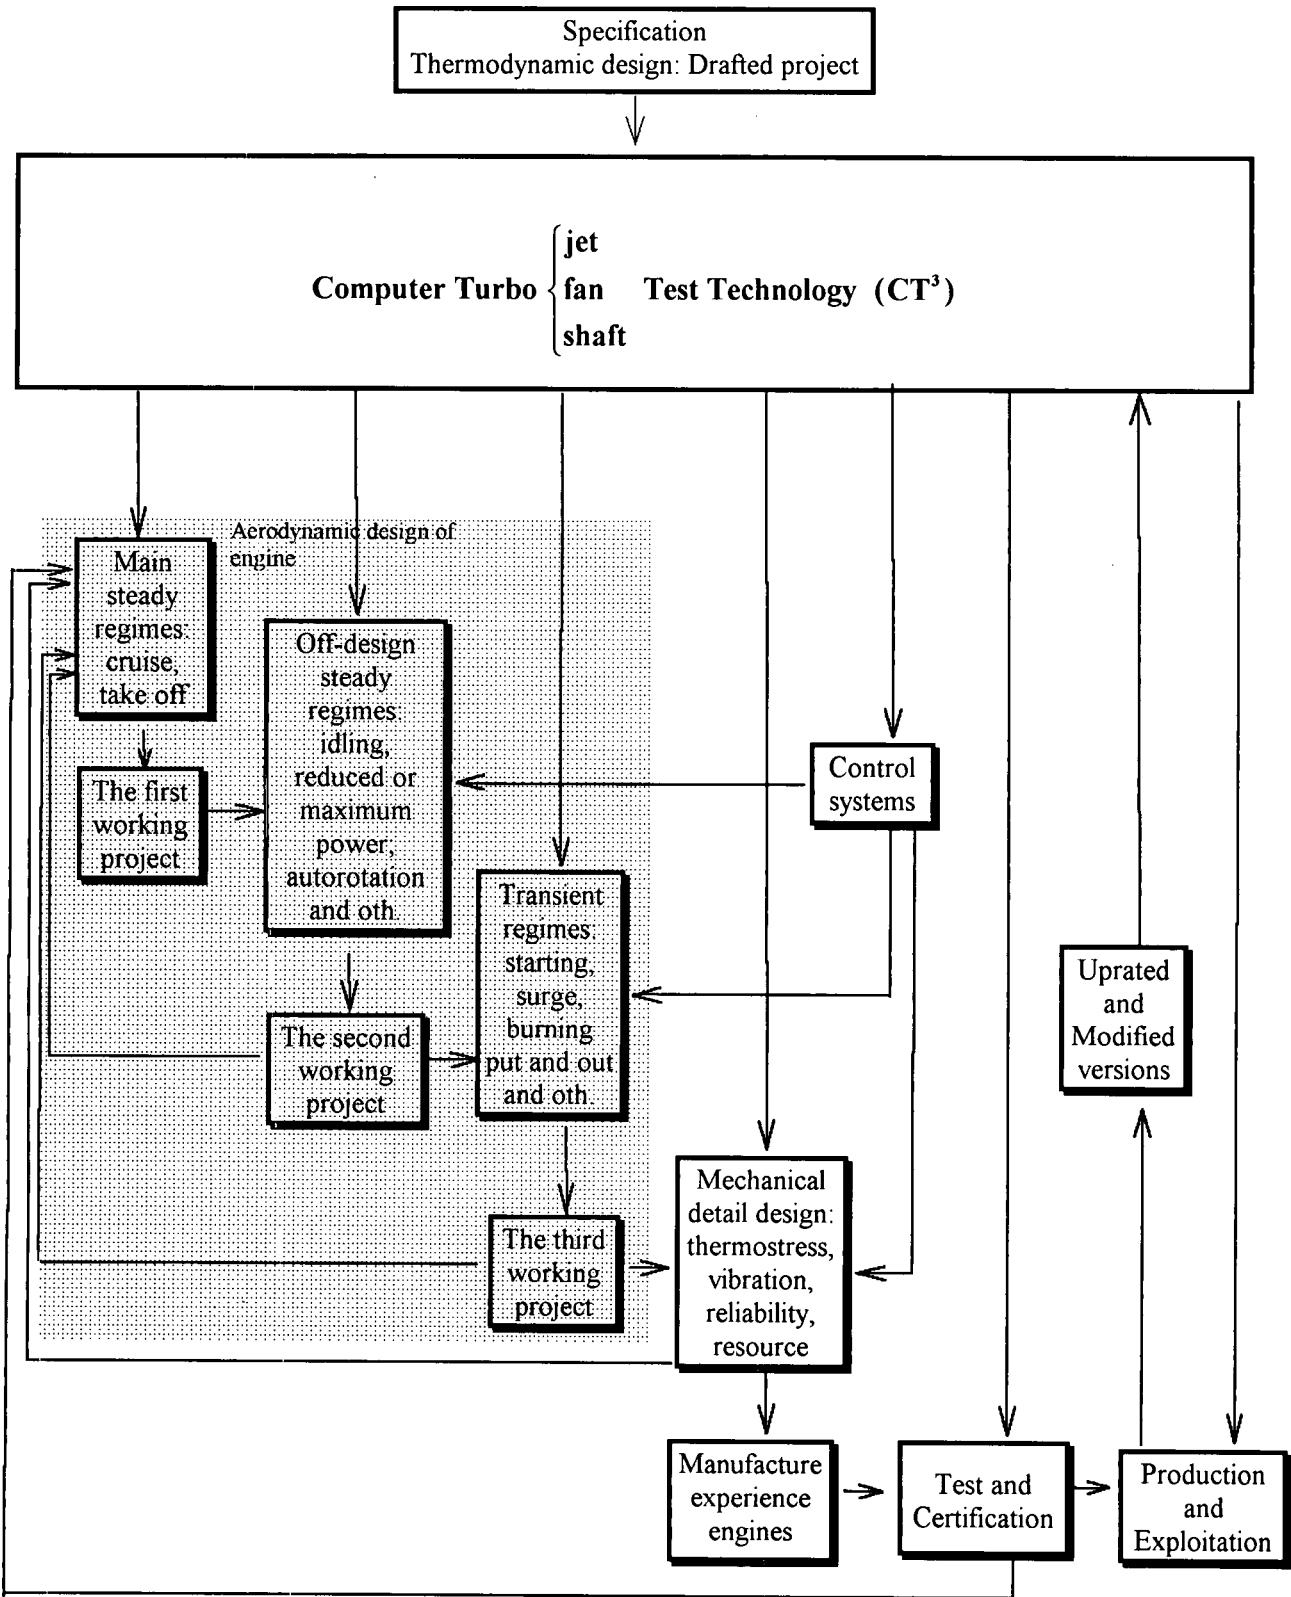 Specification
Thermodynamic design: Drafted project
jet
Computer Turbo fan Test Technology (CT³)
shaft
Aerodynamic design of
engine
Main
steady
regimes:
cruise,
take off
Off-design
steady
regimes
idling,
reduced or
maximum
power,
autorotation
and oth.
The first
working
project
Control
systems
Transient
regimes:
starting,
surge,
burning
put and out
and oth.
Uprated
and
Modified
versions
The second
working
project
Mechanical
detail design:
thermostress,
vibration,
reliability,
resource
The third
working
project
Manufacture
experience
engines
Test and
Certification
Production
and
Exploitation